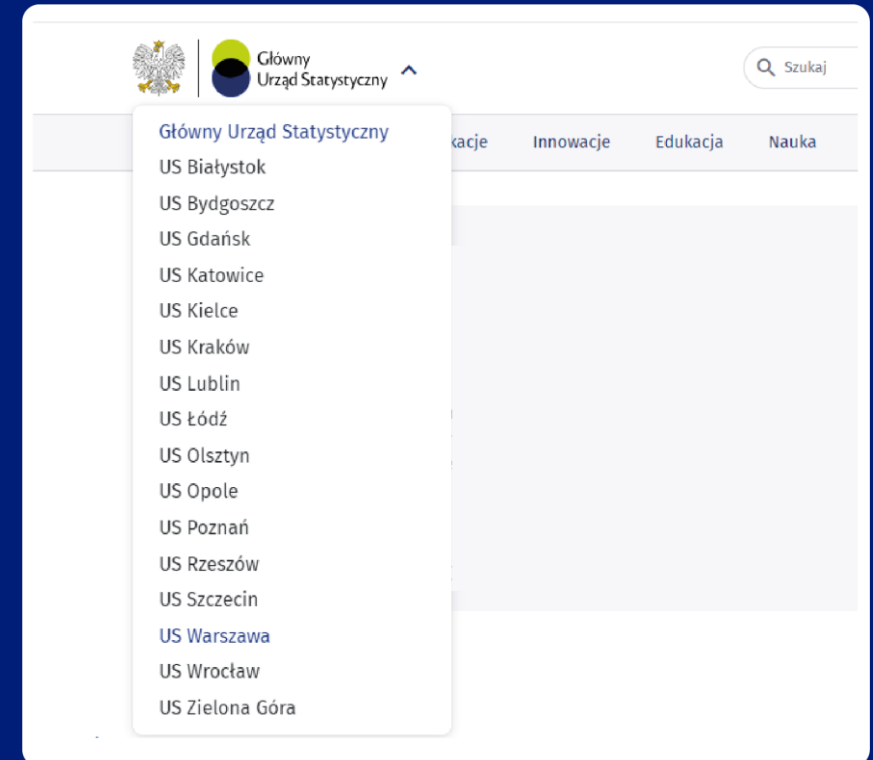 Główny
Urząd Statystyczny
Szukaj
Główny Urząd Statystyczny
kacje Innowacje Edukacja Nauka
US Białystok
US Bydgoszcz
US Gdańsk
US Katowice
US Kielce
US Kraków
US Lublin
US Łódź
US Olsztyn
US Opole
US Poznań
US Rzeszów
US Szczecin
US Warszawa
US Wrocław
US Zielona Góra